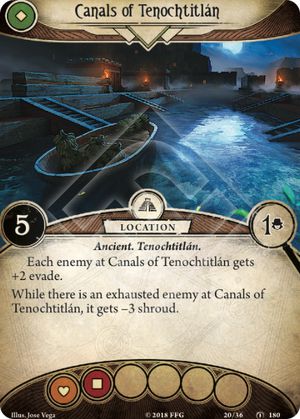 Canals of Tenochtitlán
5
LOCATION
1
Ancient. Tenochtitlán.
Each enemy at Canals of Tenochtitlán gets
+2 evade.
While there is an exhausted enemy at Canals of
Tenochtitlán, it gets –3 shroud.
Illus. Jose Vega
© 2018 FFG
20/36
180